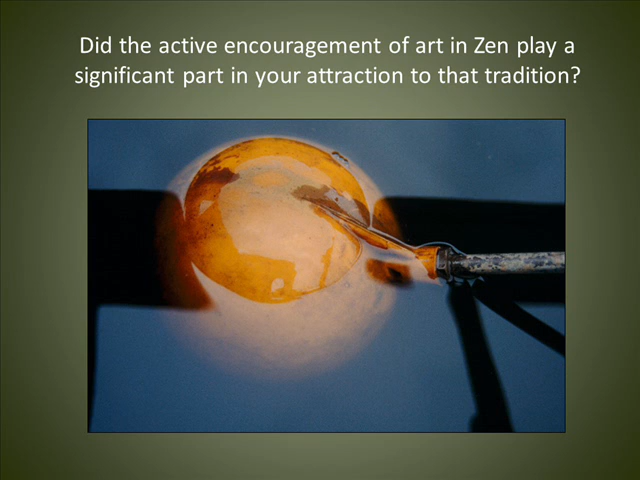 Did the active encouragement of art in Zen play a
significant part in your attraction to that tradition?